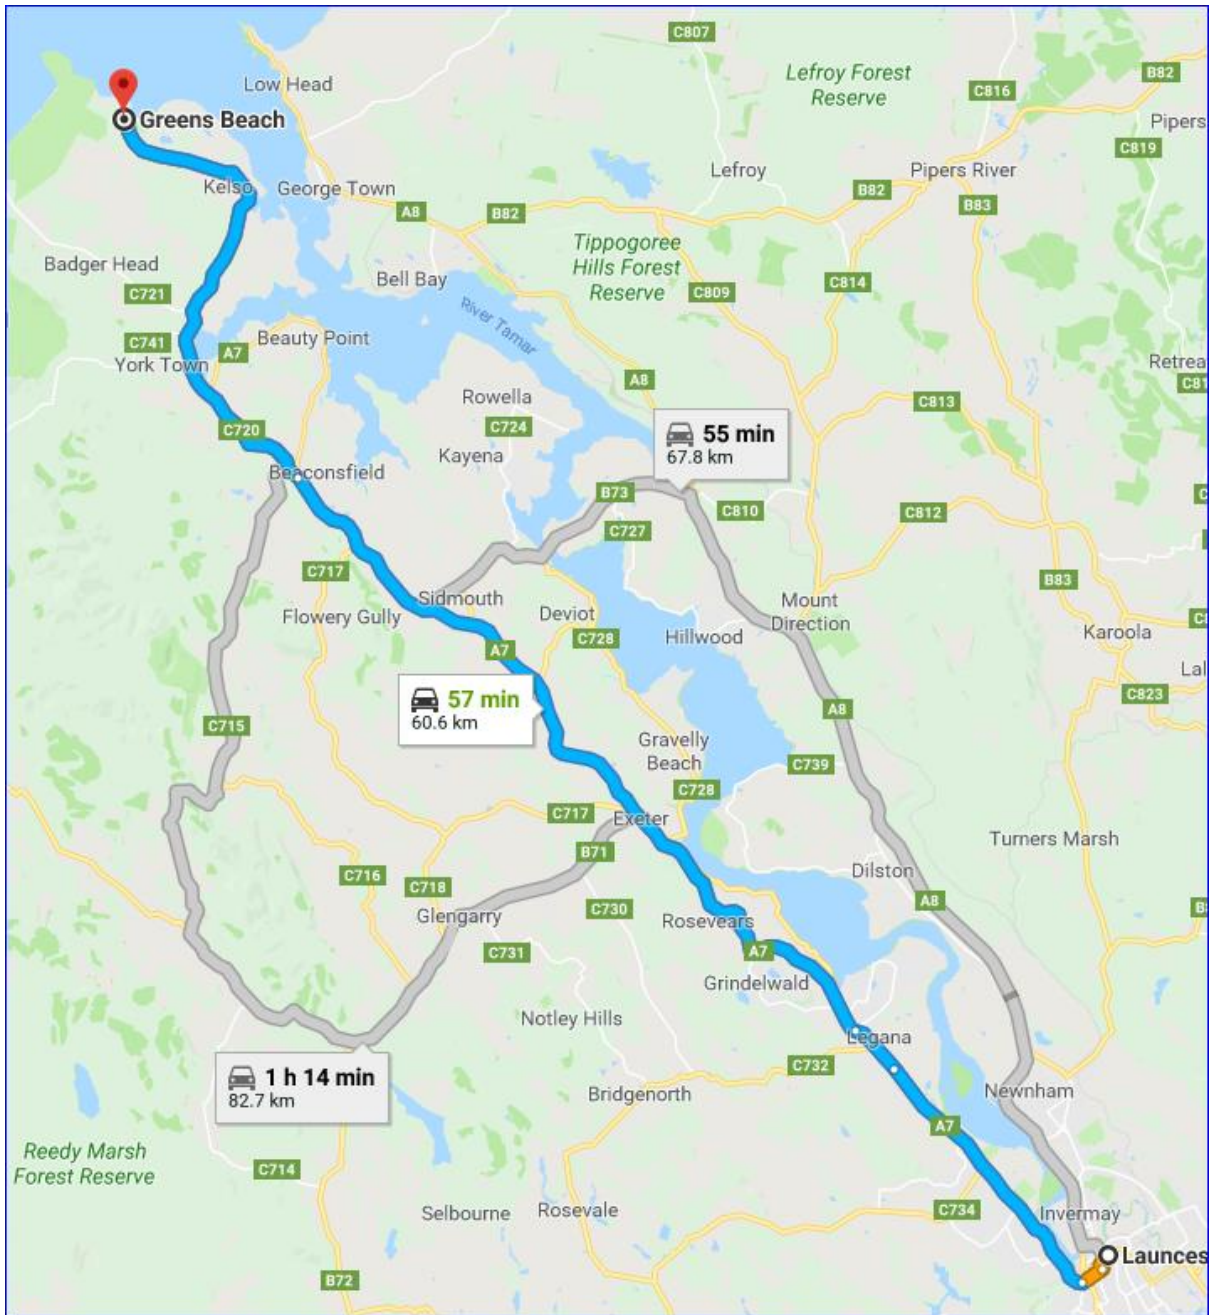 C807
Low Head
Lefroy Forest
Reserve
B82
C816
Greens Beach
Pipers
C819
Lefroy
Pipers River
Kelso
George Town
B82
A8
B82
B83
Tippogoree
Hills Forest
Reserve
Badger Head
Bell Bay
C721
C809
C814
River Tamar
C741
Beauty Point
A7
York Town
Retrea
A8
C81
Rowella
C813
C724
C720
55 min
67.8 km
Kayena
Beaconsfield
B73
C
C810
C812
C727
C717
B83
Sidmouth
Mount
Direction
Flowery Gully
Deviot
C728
Hillwood
Karoola
C8
A7
Lal
57 min
60.6 km
C823
C715
A8
Gravelly
Beach
C739
C728
C717
Exeter
Turners Marsh
B71
Dilston
C716
C718
A8
Glengarry
C730
B
Rosevears
C731
A7
Grindelwald
Notley Hills
Legana
C732
1 h 14 min
82.7 km
Newnham
Bridgenorth
A7
Reedy Marsh
Forest Reserve
C714
Selbourne
Rosevale
C734
Invermay
Launces
B72